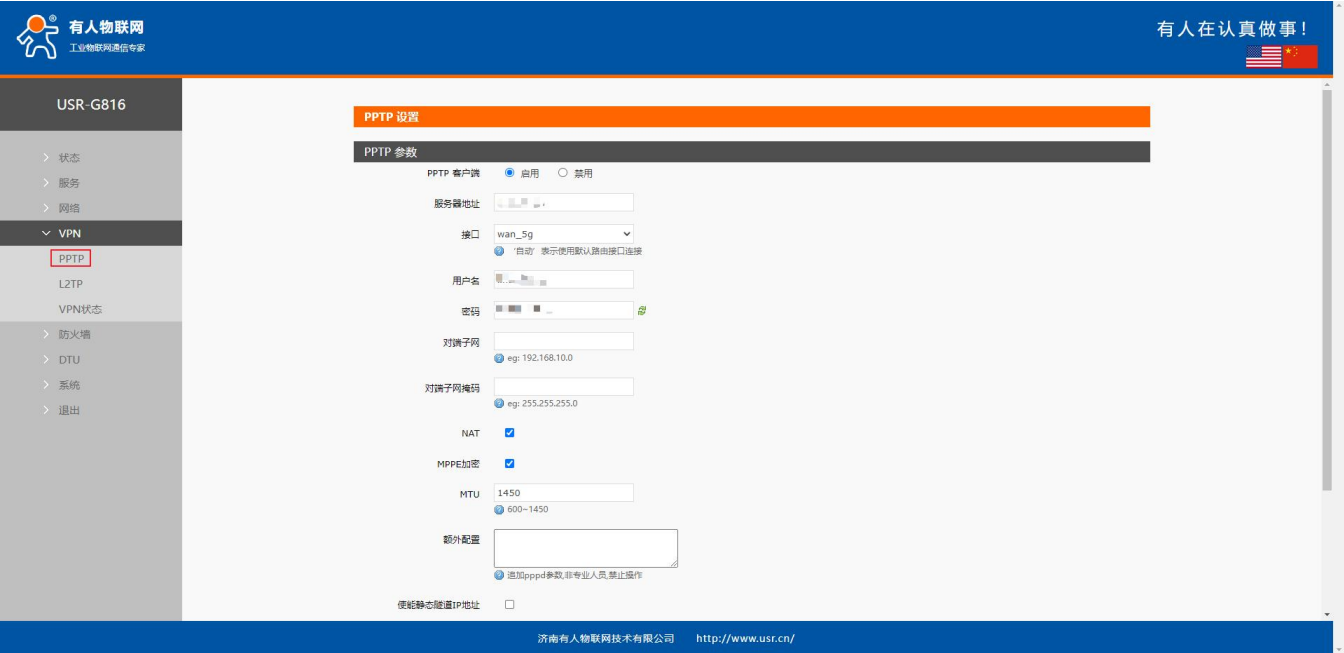 有人物联网
工业物联网通信专家
有人在认真做事!
USR-G816
状态
服务
网络
VPN
PPTP
L2TP
VPN状态
防火墙
DTU
系统
退出
PPTP 设置
PPTP 参数
PPTP 客户端 启用 禁用
服务器地址
接口 wan_5g
'自动' 表示使用默认路由接口连接
用户名
密码
对端子网
eg: 192.168.10.0
对端子网掩码
eg: 255.255.255.0
NAT
MPPE加密
MTU 1450
600~1450
额外配置
追加pppd参数,非专业人员,禁止操作
使能静态隧道IP地址
济南有人物联网技术有限公司 http://www.usr.cn/